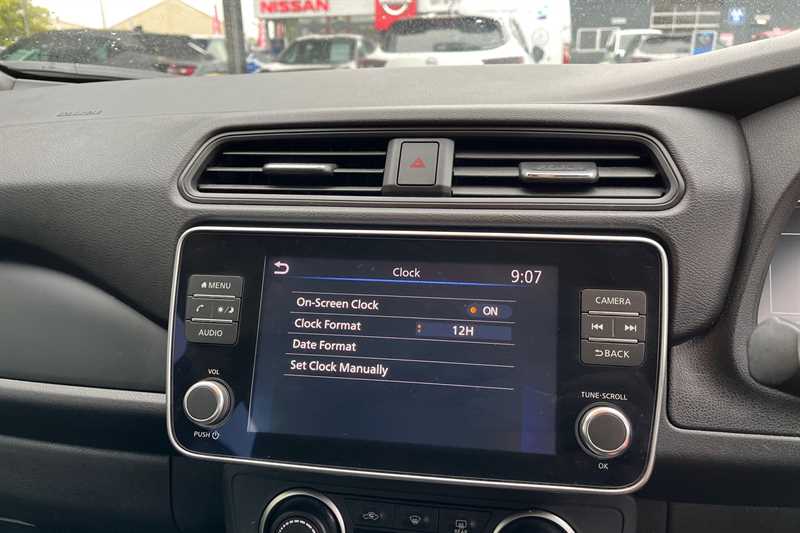 NISSAN
Clock
9:07
MENU
On-Screen Clock ON
Clock Format 12H
Date Format
Set Clock Manually
AUDIO
VOL
PUSH
CAMERA
BACK
TUNE·SCROLL
OK
REAR